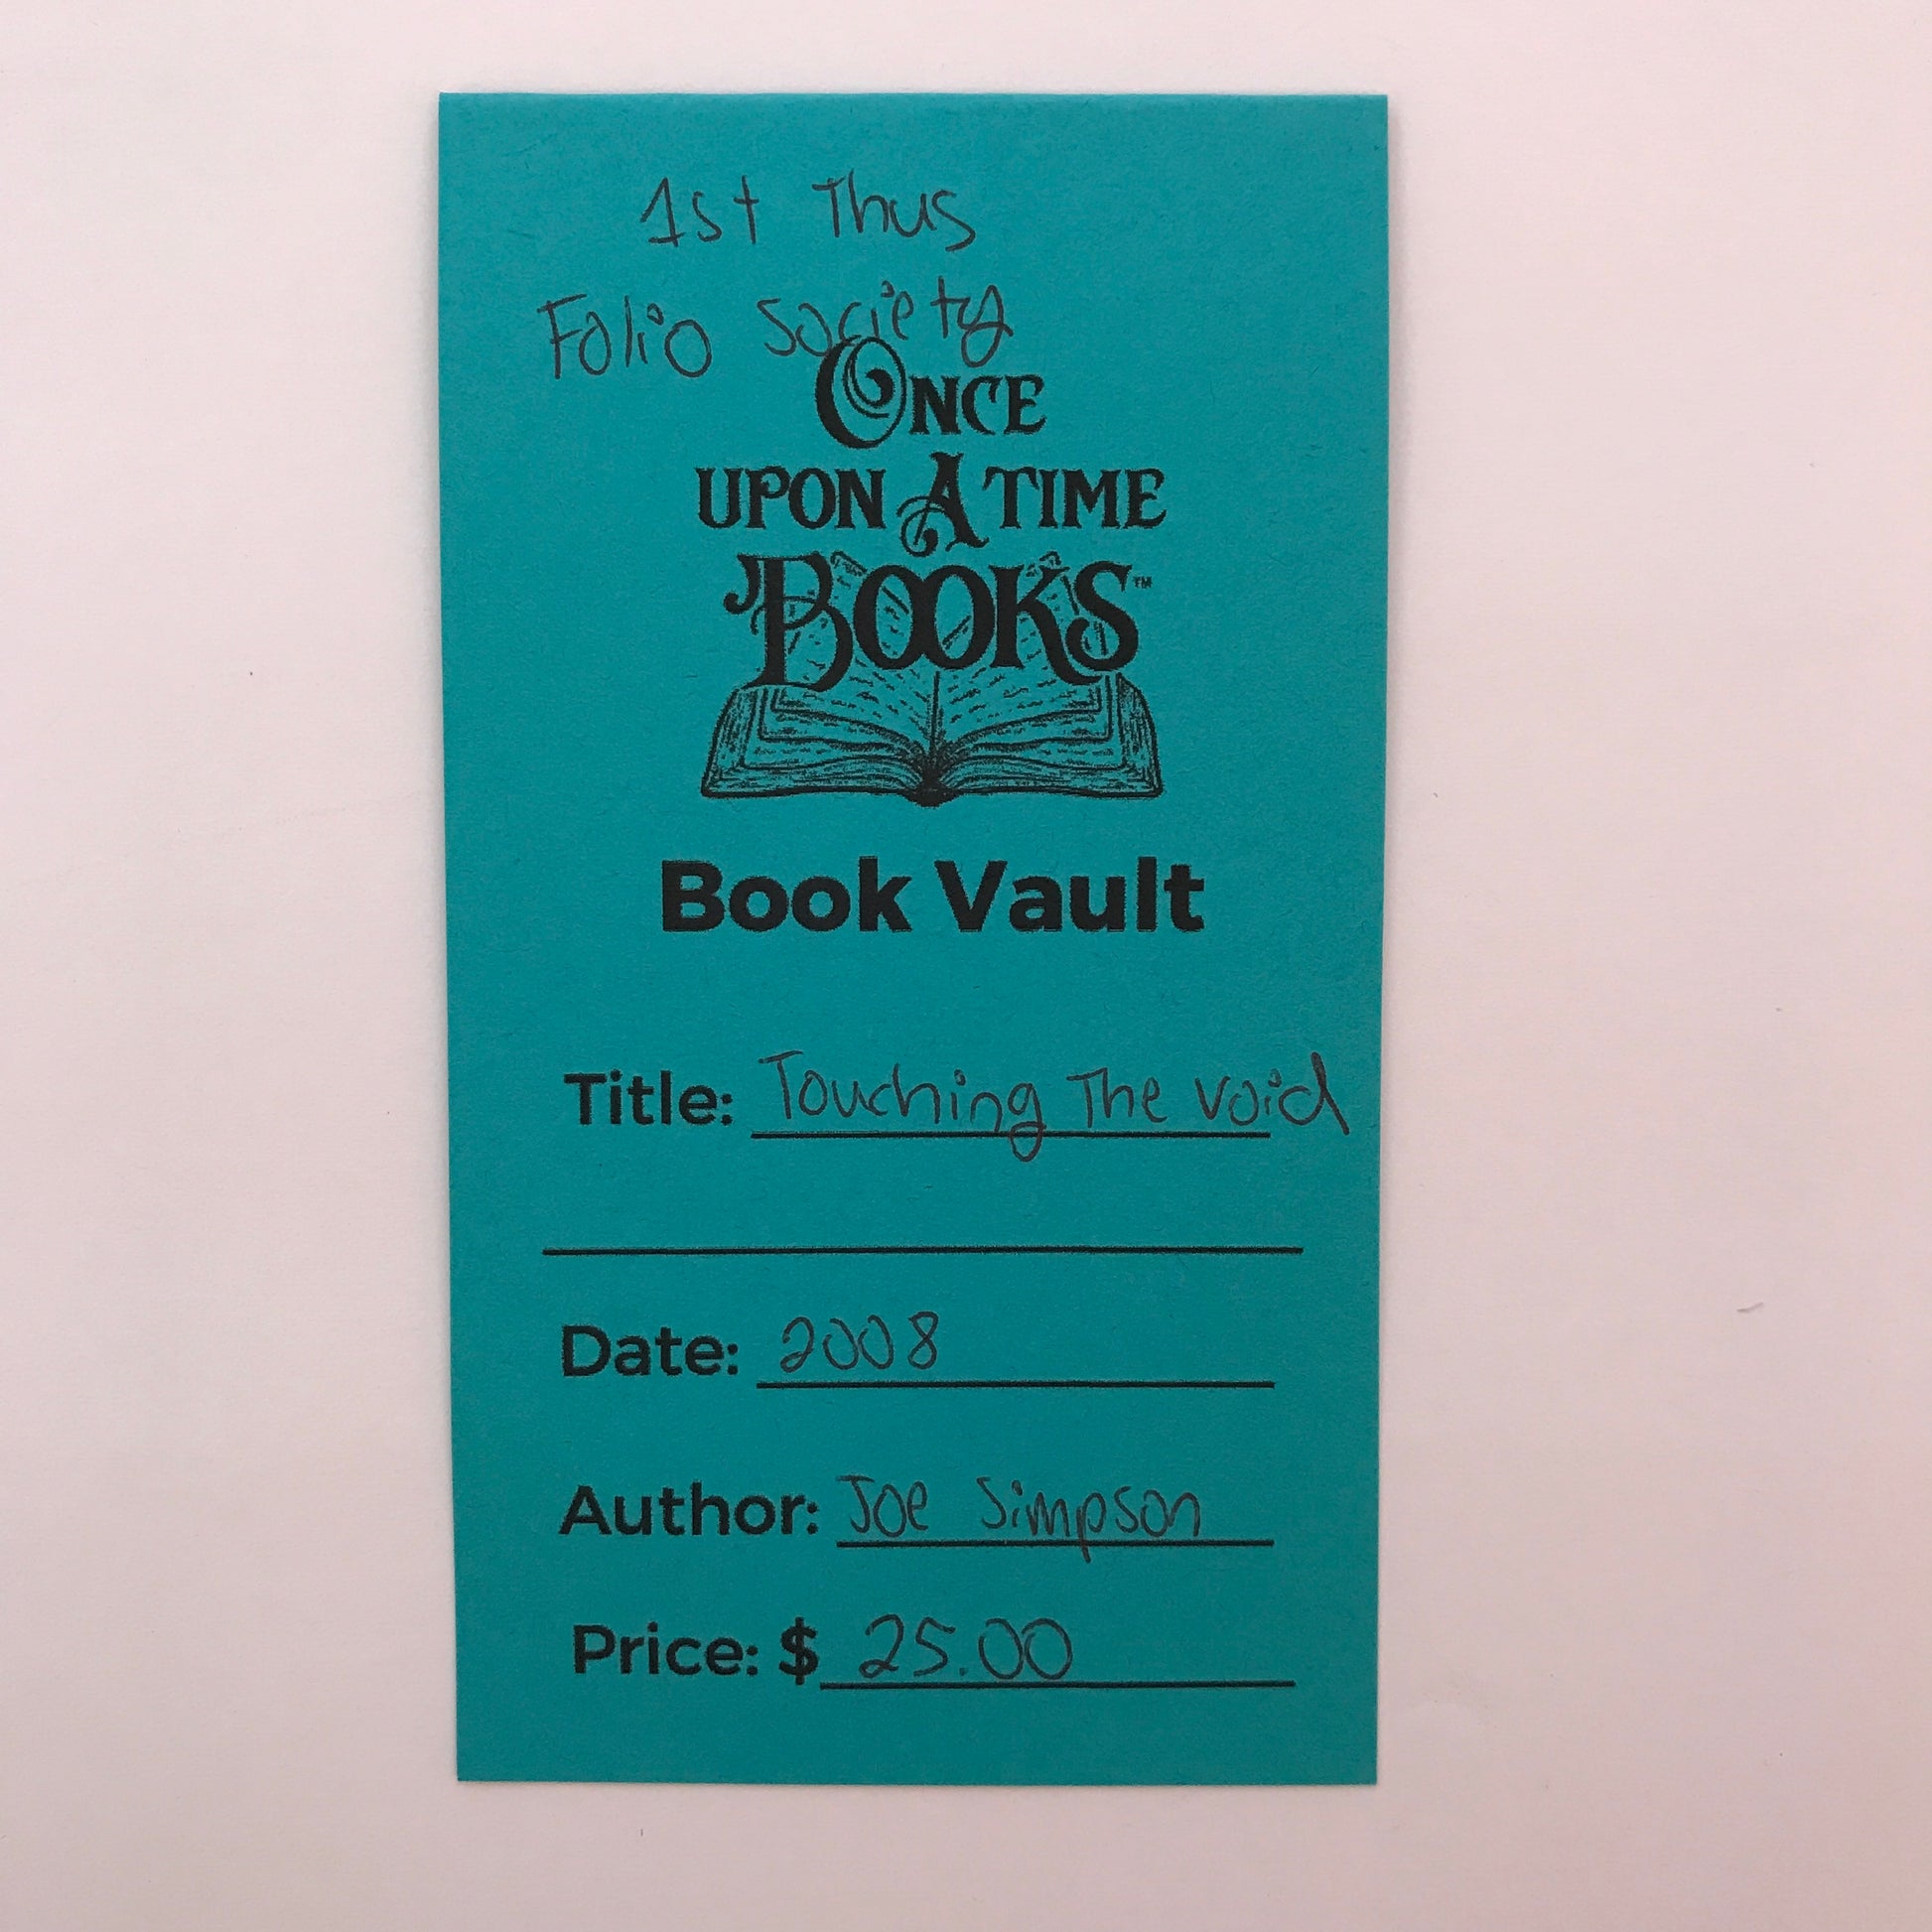 1st Thus
Folio Society
ONCE
UPON A TIME
BOOKS™
Book Vault
Title: Touching The Void
Date: 2008
Author: Joe Simpson
Price: $ 25.00